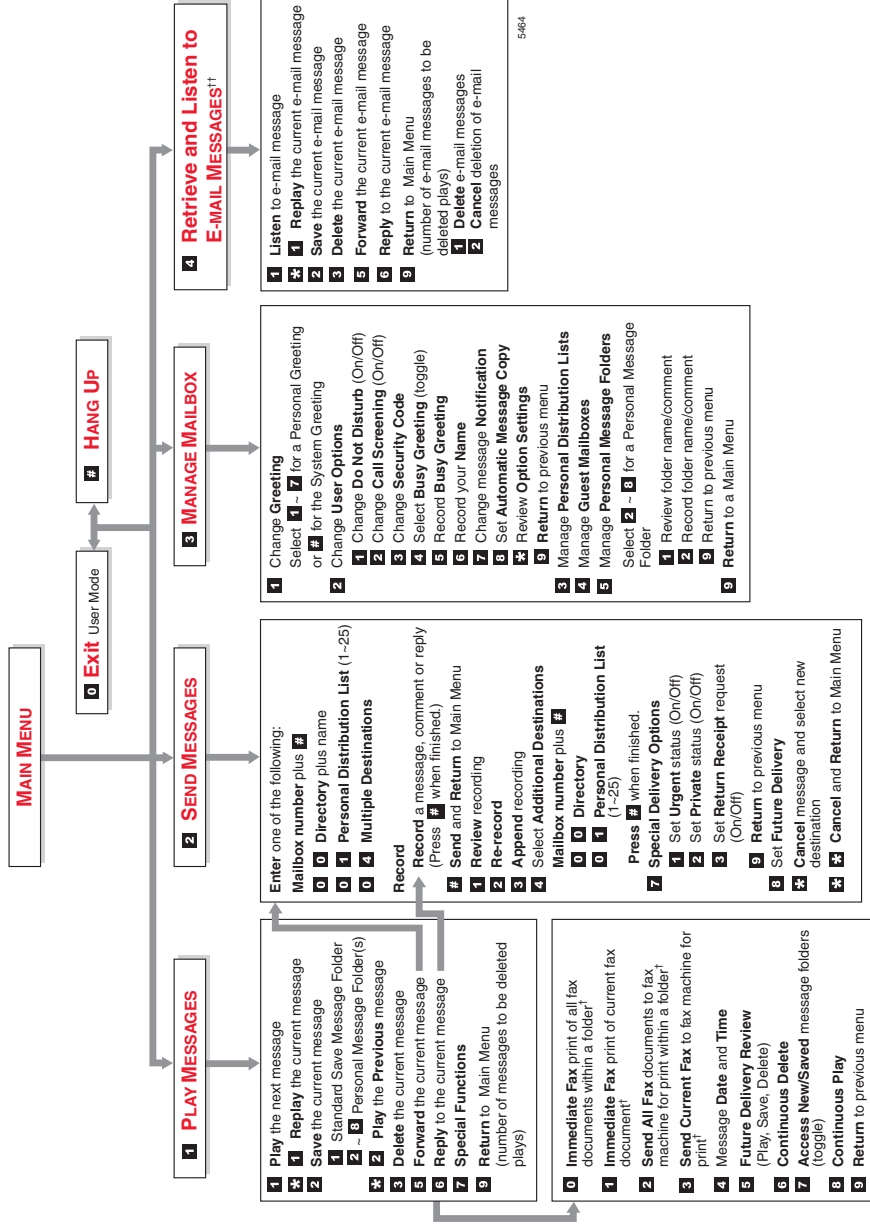 MAIN MENU
0 Exit User Mode
# HANG UP
1 PLAY MESSAGES
2 SEND MESSAGES
3 MANAGE MAILBOX
4 Retrieve and Listen to
E-MAIL MESSAGES††
1 Play the next message
* 1 Replay the current message
2 Save the current message
1 Standard Save Message Folder
2 ~ 8 Personal Message Folder(s)
* 2 Play the Previous message
3 Delete the current message
5 Forward the current message
6 Reply to the current message
7 Special Functions
9 Return to Main Menu
(number of messages to be deleted
plays)
0 Immediate Fax print of all fax
documents within a folder†
1 Immediate Fax print of current fax
document†
2 Send All Fax documents to fax
machine for print within a folder†
3 Send Current Fax to fax machine for
print†
4 Message Date and Time
5 Future Delivery Review
(Play, Save, Delete)
6 Continuous Delete
7 Access New/Saved message folders
(toggle)
8 Continuous Play
9 Return to previous menu
Enter one of the following:
Mailbox number plus #
0 0 Directory plus name
0 1 Personal Distribution List (1~25)
0 4 Multiple Destinations
Record
Record a message, comment or reply
(Press # when finished.)
# Send and Return to Main Menu
1 Review recording
2 Re-record
3 Append recording
4 Select Additional Destinations
Mailbox number plus #
0 0 Directory
0 1 Personal Distribution List
(1~25)
Press # when finished.
7 Special Delivery Options
1 Set Urgent status (On/Off)
2 Set Private status (On/Off)
3 Set Return Receipt request
(On/Off)
9 Return to previous menu
8 Set Future Delivery
* Cancel message and select new
destination
* * Cancel and Return to Main Menu
1 Change Greeting
Select 1 ~ 7 for a Personal Greeting
or # for the System Greeting
2 Change User Options
1 Change Do Not Disturb (On/Off)
2 Change Call Screening (On/Off)
3 Change Security Code
4 Select Busy Greeting (toggle)
5 Record Busy Greeting
6 Record your Name
7 Change message Notification
8 Set Automatic Message Copy
* Review Option Settings
9 Return to previous menu
3 Manage Personal Distribution Lists
4 Manage Guest Mailboxes
5 Manage Personal Message Folders
Select 2 ~ 8 for a Personal Message
Folder
1 Review folder name/comment
2 Record folder name/comment
9 Return to previous menu
9 Return to a Main Menu
1 Listen to e-mail message
* 1 Replay the current e-mail message
2 Save the current e-mail message
3 Delete the current e-mail message
5 Forward the current e-mail message
6 Reply to the current e-mail message
9 Return to Main Menu
(number of e-mail messages to be
deleted plays)
1 Delete e-mail messages
2 Cancel deletion of e-mail
messages
5464